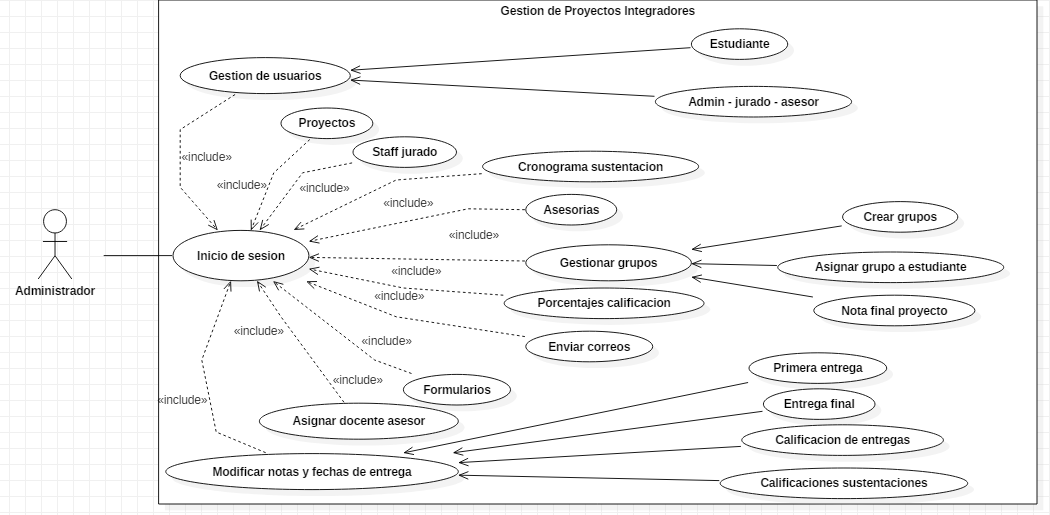 Gestion de Proyectos Integradores
Estudiante
Gestion de usuarios
Admin - jurado - asesor
Proyectos
Staff jurado
«include»
Cronograma sustentacion
«include»
«include»
«include»
Asesorias
Crear grupos
«include»
Inicio de sesion
Gestionar grupos
Asignar grupo a estudiante
«include»
Administrador
«include»
Porcentajes calificacion
Nota final proyecto
«include»
«include»
Enviar correos
Primera entrega
«include»
Formularios
«include»
Entrega final
Asignar docente asesor
Calificacion de entregas
Modificar notas y fechas de entrega
Calificaciones sustentaciones